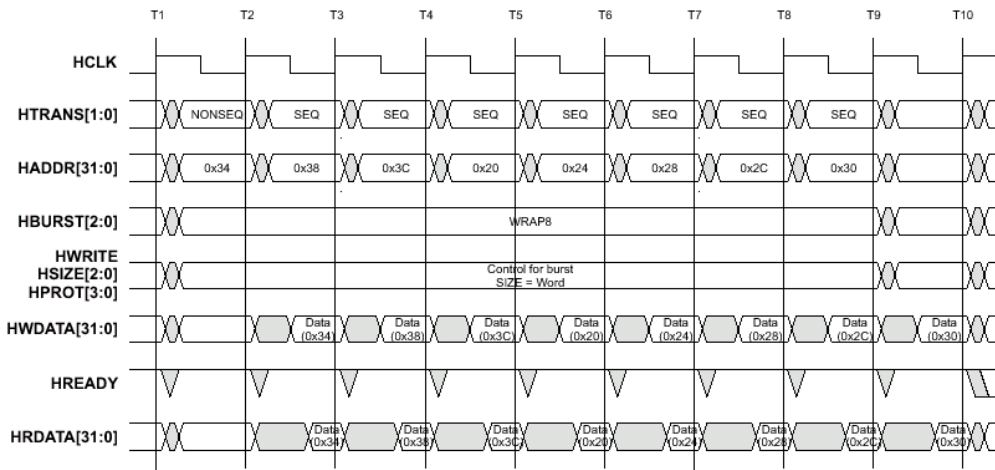 T1 T2 T3 T4 T5 T6 T7 T8 T9 T10
HCLK
HTRANS[1:0] NONSEQ SEQ SEQ SEQ SEQ SEQ SEQ SEQ
HADDR[31:0] 0x34 0x38 0x3C 0x20 0x24 0x28 0x2C 0x30
HBURST[2:0] WRAP8
HWRITE
HSIZE[2:0] Control for burst
SIZE = Word
HPROT[3:0]
HWDATA[31:0] Data (0x34) Data (0x38) Data (0x3C) Data (0x20) Data (0x24) Data (0x28) Data (0x2C) Data (0x30)
HREADY
HRDATA[31:0] Data (0x34) Data (0x38) Data (0x3C) Data (0x20) Data (0x24) Data (0x28) Data (0x2C) Data (0x30)